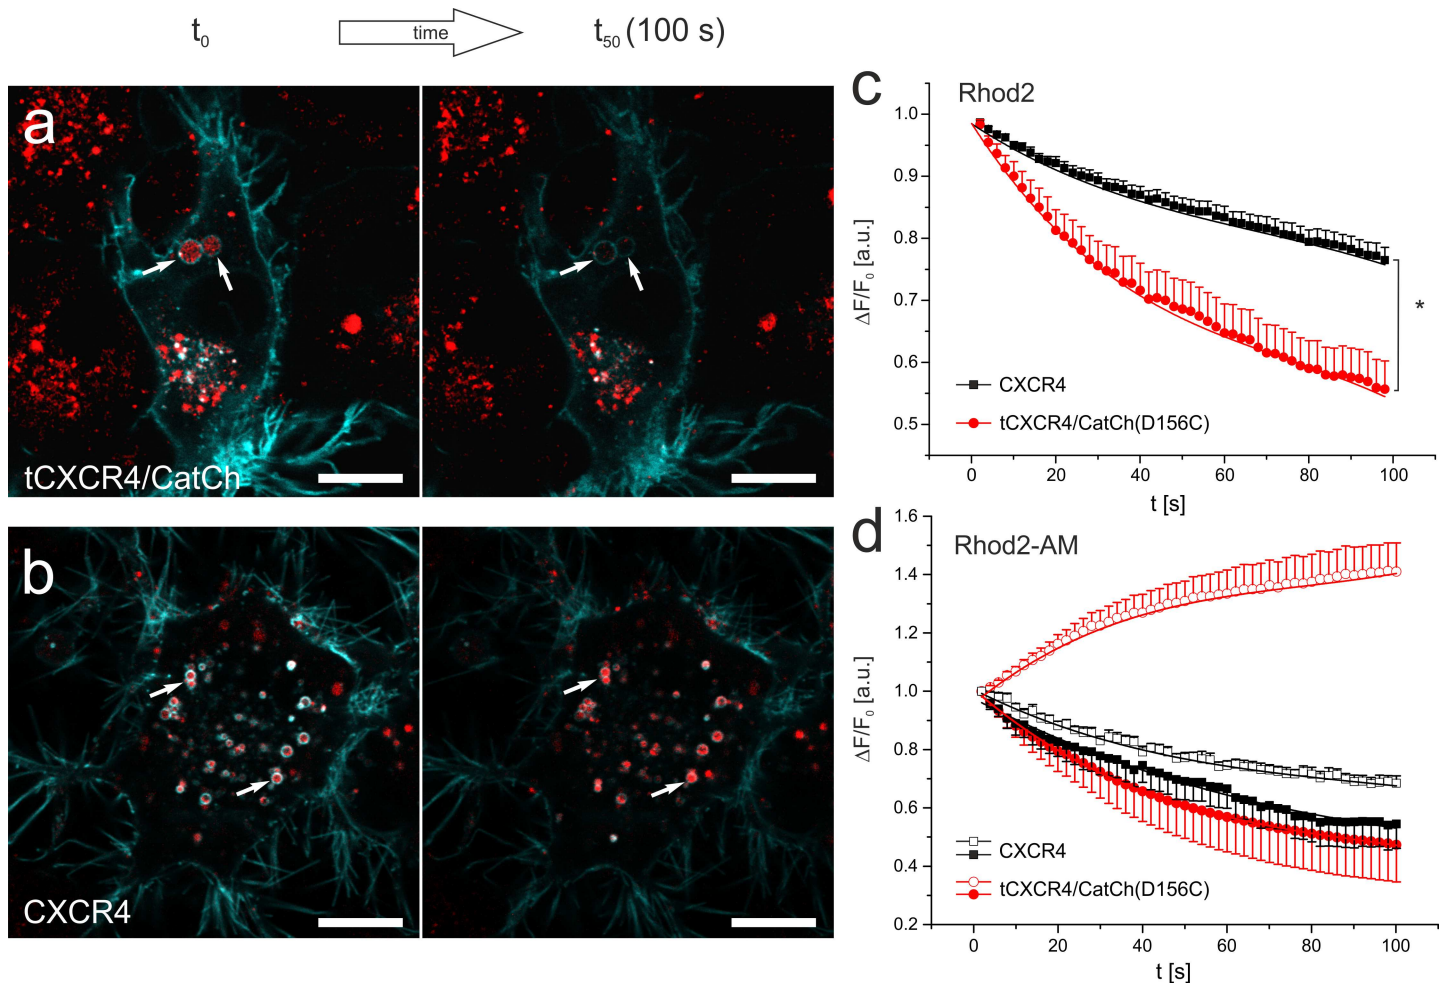 t₀ time t₅₀ (100 s)
a
tCXCR4/CatCh
b
CXCR4
c
Rhod2
1.0
0.9
0.8
0.7
0.6
0.5
ΔF/F₀ [a.u.]
*
CXCR4
tCXCR4/CatCh(D156C)
0 20 40 60 80 100
t [s]
d
Rhod2-AM
1.6
1.4
1.2
1.0
0.8
0.6
0.4
0.2
ΔF/F₀ [a.u.]
CXCR4
tCXCR4/CatCh(D156C)
0 20 40 60 80 100
t [s]